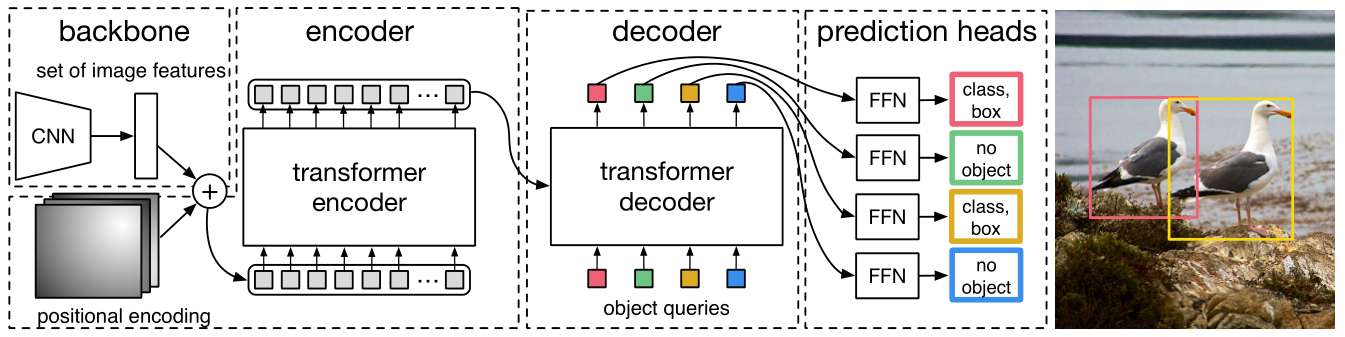 backbone
set of image features
CNN
+
positional encoding
encoder
...
transformer
encoder
...
decoder
transformer
decoder
object queries
prediction heads
FFN
class,
box
FFN
no
object
FFN
class,
box
FFN
no
object